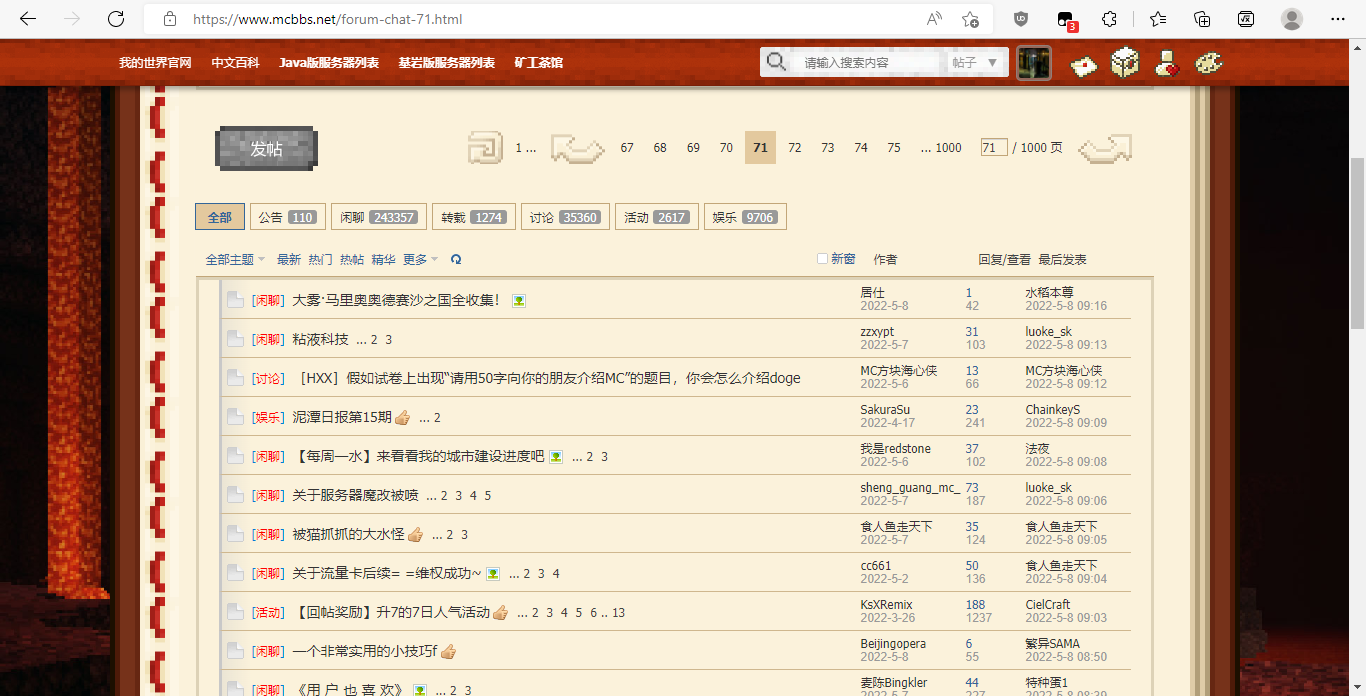 https://www.mcbbs.net/forum-chat-71.html
3
我的世界官网 中文百科 Java版服务器列表 基岩版服务器列表 矿工茶馆 请输入搜索内容 帖子
发帖 1 ... 67 68 69 70 71 72 73 74 75 ... 1000 71 / 1000 页
全部 公告 110 闲聊 243357 转载 1274 讨论 35360 活动 2617 娱乐 9706
全部主题 最新 热门 热帖 精华 更多 新窗 作者 回复/查看 最后发表
[闲聊] 大雾·马里奥奥德赛沙之国全收集！ 居仕 1 水稻本尊
2022-5-8 42 2022-5-8 09:16
[闲聊] 粘液科技 ... 2 3 zzxypt 31 luoke_sk
2022-5-7 103 2022-5-8 09:13
[讨论] ［HXX］假如试卷上出现“请用50字向你的朋友介绍MC”的题目，你会怎么介绍doge MC方块海心侠 13 MC方块海心侠
2022-5-6 66 2022-5-8 09:12
[娱乐] 泥潭日报第15期 ... 2 SakuraSu 23 ChainkeyS
2022-4-17 241 2022-5-8 09:09
[闲聊] 【每周一水】来看看我的城市建设进度吧 ... 2 3 我是redstone 37 法夜
2022-5-6 102 2022-5-8 09:08
[闲聊] 关于服务器魔改被喷 ... 2 3 4 5 sheng_guang_mc_ 73 luoke_sk
2022-5-7 187 2022-5-8 09:06
[闲聊] 被猫抓抓的大水怪 ... 2 3 食人鱼走天下 35 食人鱼走天下
2022-5-7 124 2022-5-8 09:05
[闲聊] 关于流量卡后续= =维权成功~ ... 2 3 4 cc661 50 食人鱼走天下
2022-5-2 136 2022-5-8 09:04
[活动] 【回帖奖励】升7的7日人气活动 ... 2 3 4 5 6 .. 13 KsXRemix 188 CielCraft
2022-3-26 1237 2022-5-8 09:03
[闲聊] 一个非常实用的小技巧f Beijingopera 6 繁异SAMA
2022-5-8 55 2022-5-8 08:50
[闲聊] 《用 户 也 喜 欢》 ... 2 3 麦陈Bingkler 44 特种蛋1
2022-5-7 227 2022-5-8 08:39